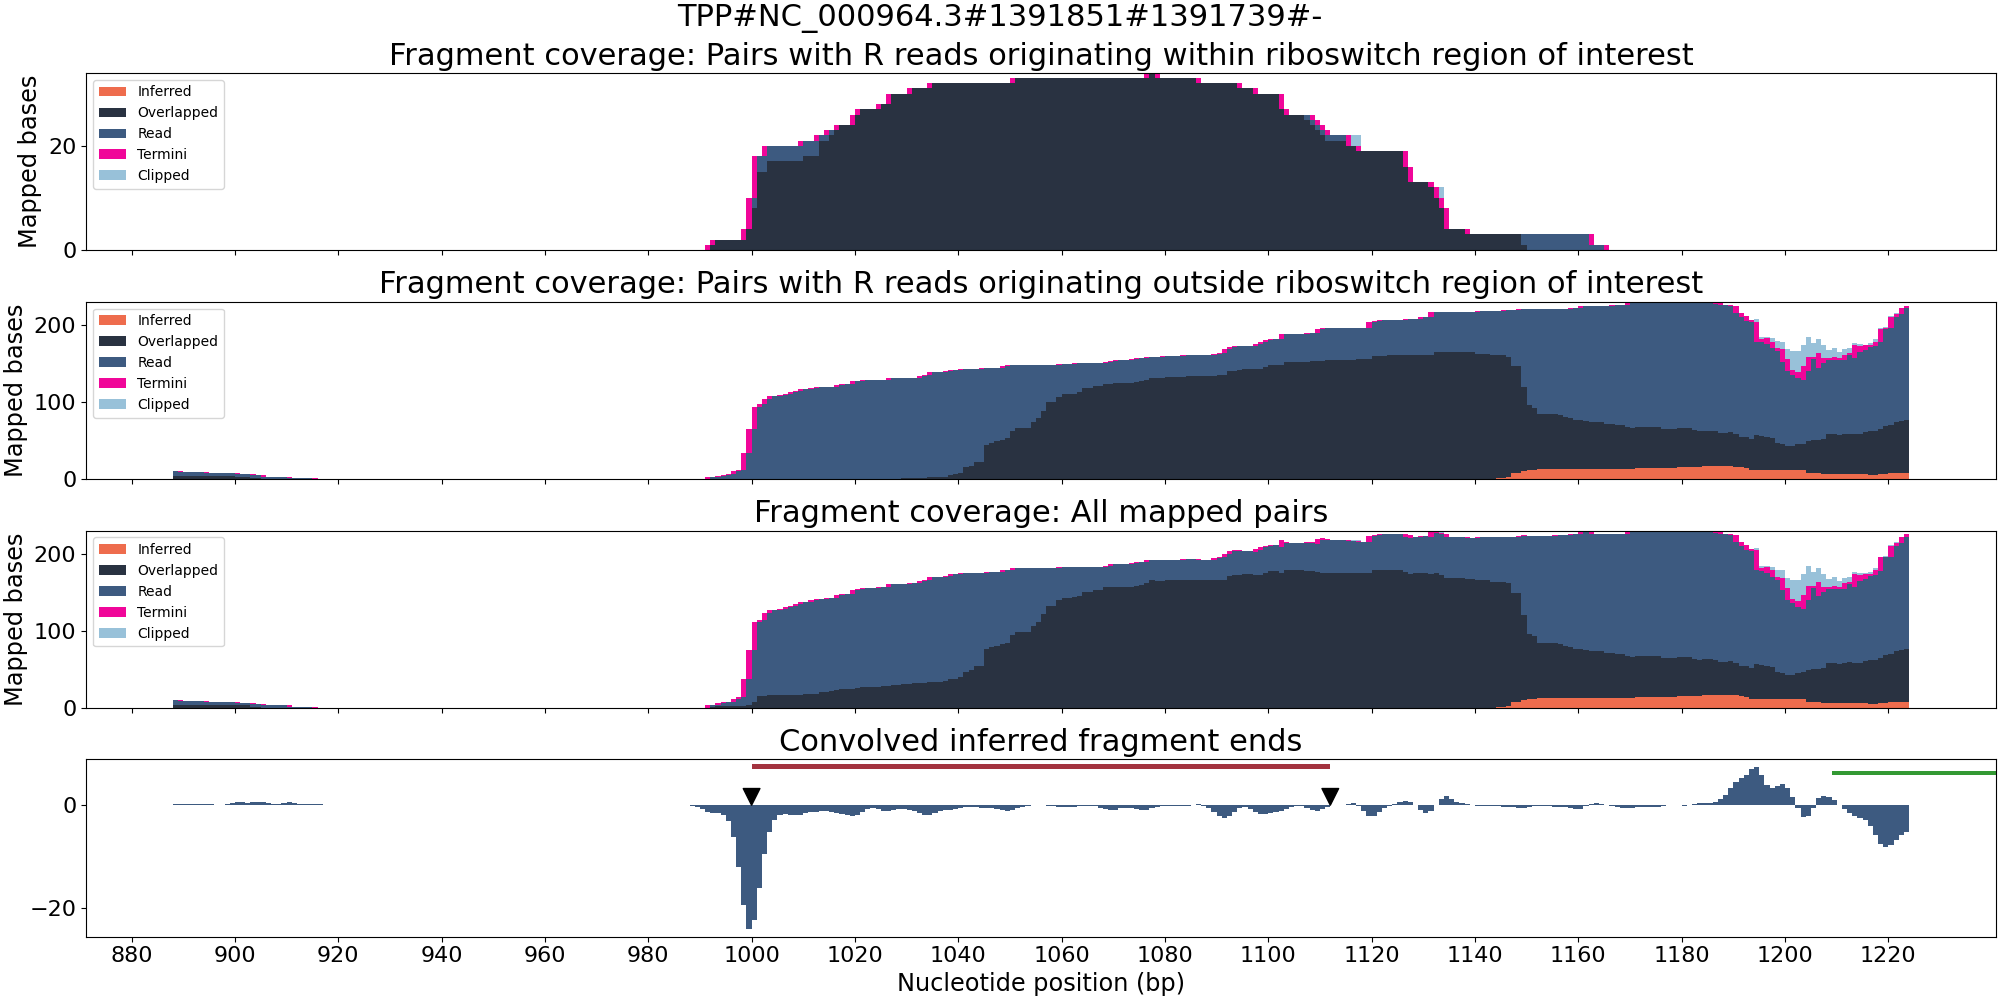 TPP#NC_000964.3#1391851#1391739#-
Fragment coverage: Pairs with R reads originating within riboswitch region of interest
Mapped bases
20
0
Inferred
Overlapped
Read
Termini
Clipped
Fragment coverage: Pairs with R reads originating outside riboswitch region of interest
Mapped bases
200
100
0
Inferred
Overlapped
Read
Termini
Clipped
Fragment coverage: All mapped pairs
Mapped bases
200
100
0
Inferred
Overlapped
Read
Termini
Clipped
Convolved inferred fragment ends
0
−20
880 900 920 940 960 980 1000 1020 1040 1060 1080 1100 1120 1140 1160 1180 1200 1220
Nucleotide position (bp)